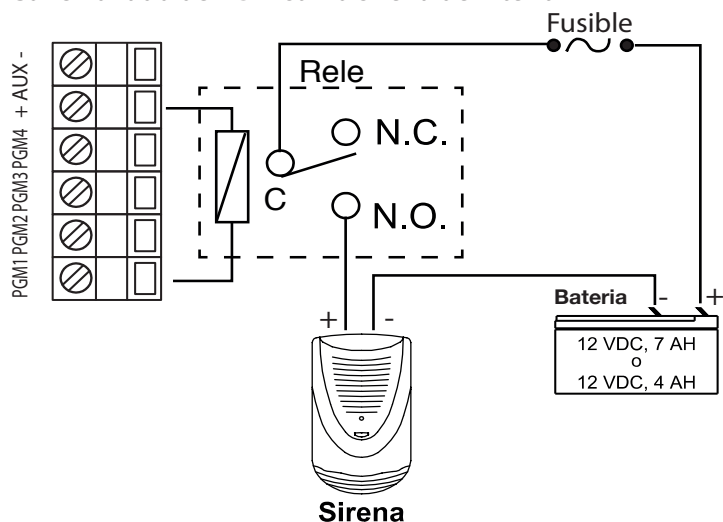 Fusible
Rele
N.C.
C
N.O.
PGM1 PGM2 PGM3 PGM4 + AUX -
+ -
Bateria - +
12 VDC, 7 AH
o
12 VDC, 4 AH
Sirena